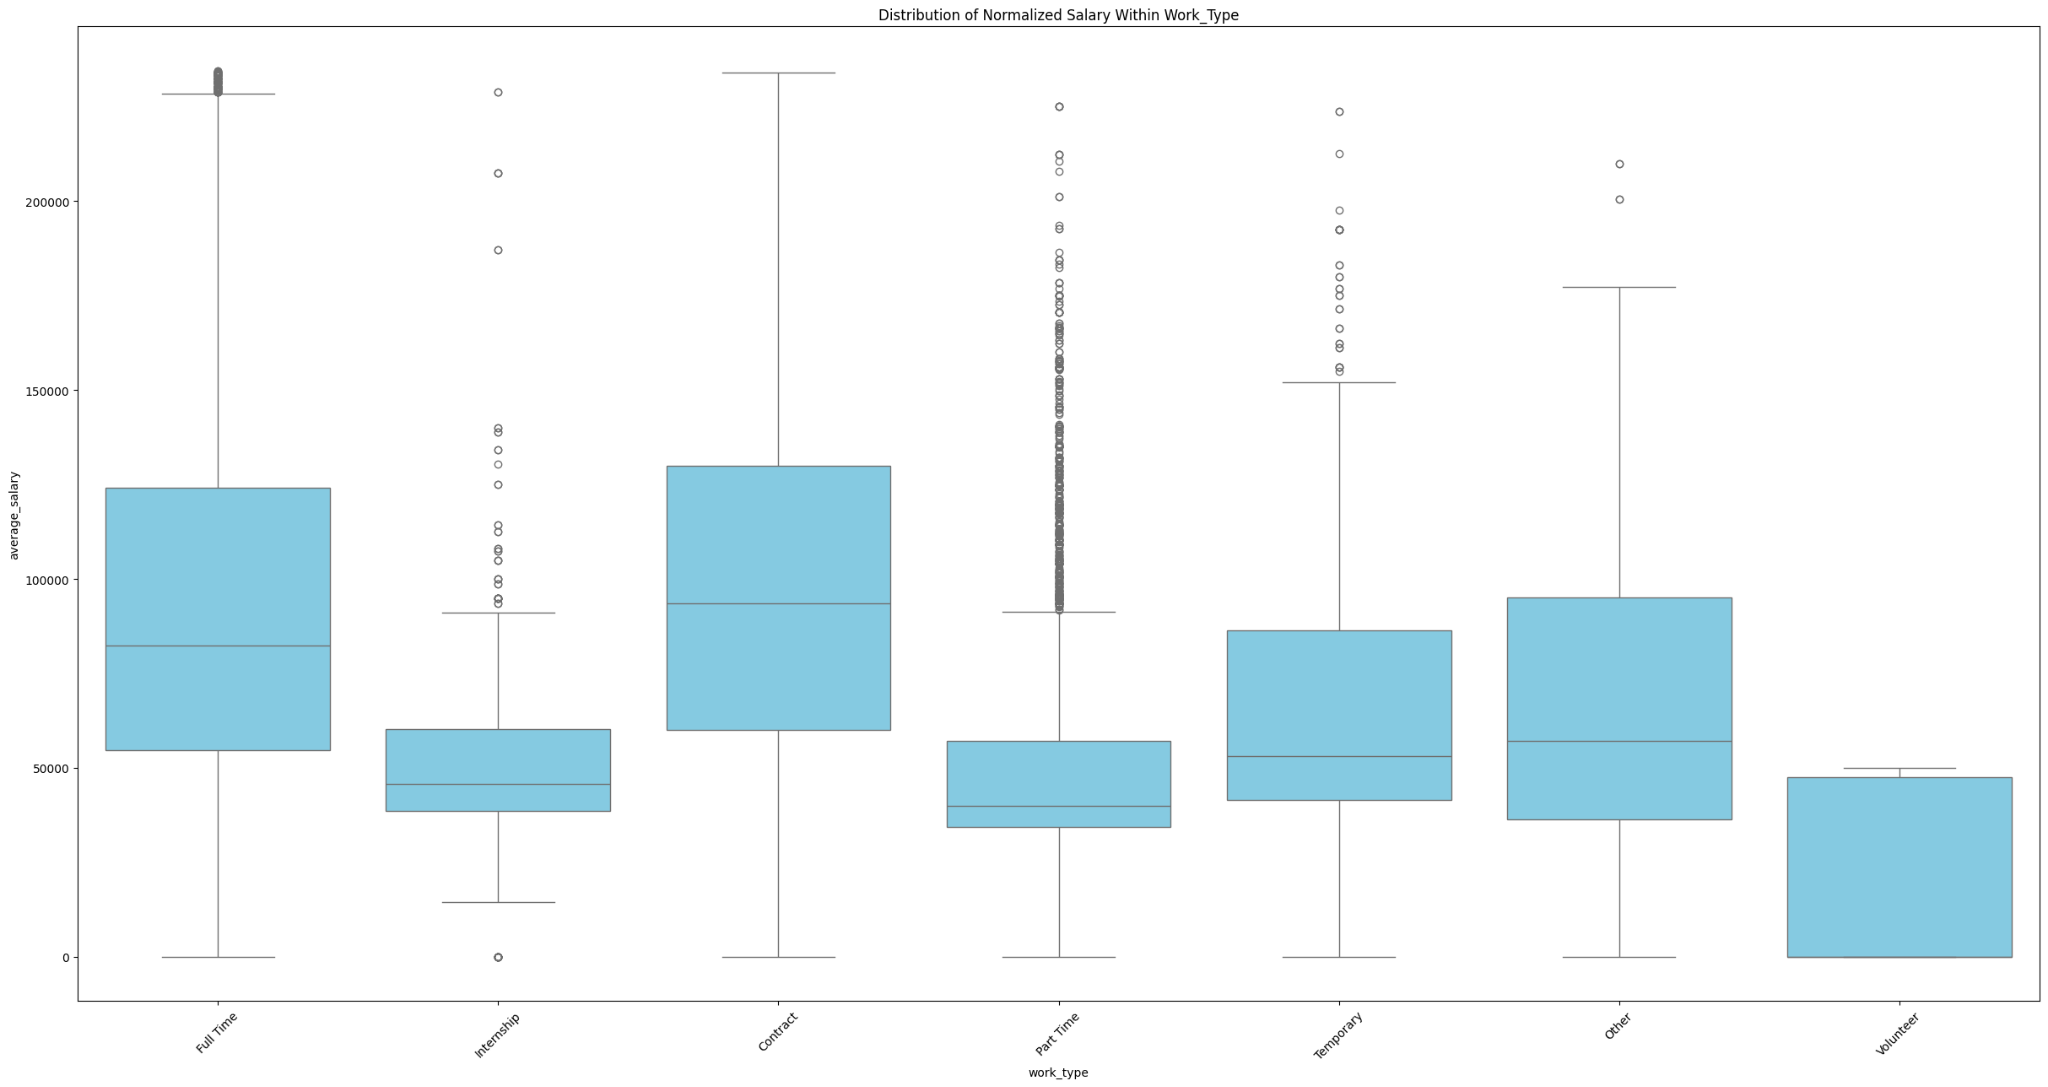 Distribution of Normalized Salary Within Work_Type
average_salary
200000
150000
100000
50000
0
Full Time
Internship
Contract
Part Time
Temporary
Other
Volunteer
work_type